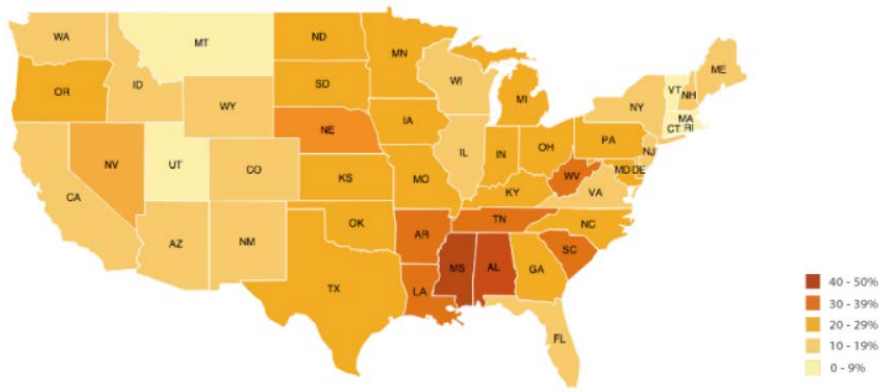 WA
MT
ND
MN
ME
OR
ID
SD
WI
VT
NH
NY
MI
WY
MA
CT RI
IA
NE
PA
NV
UT
IL
IN
OH
NJ
CO
MD
DE
WV
CA
KS
MO
KY
VA
TN
NC
OK
AZ
NM
AR
SC
MS
AL
GA
TX
LA
FL
40 - 50%
30 - 39%
20 - 29%
10 - 19%
0 - 9%